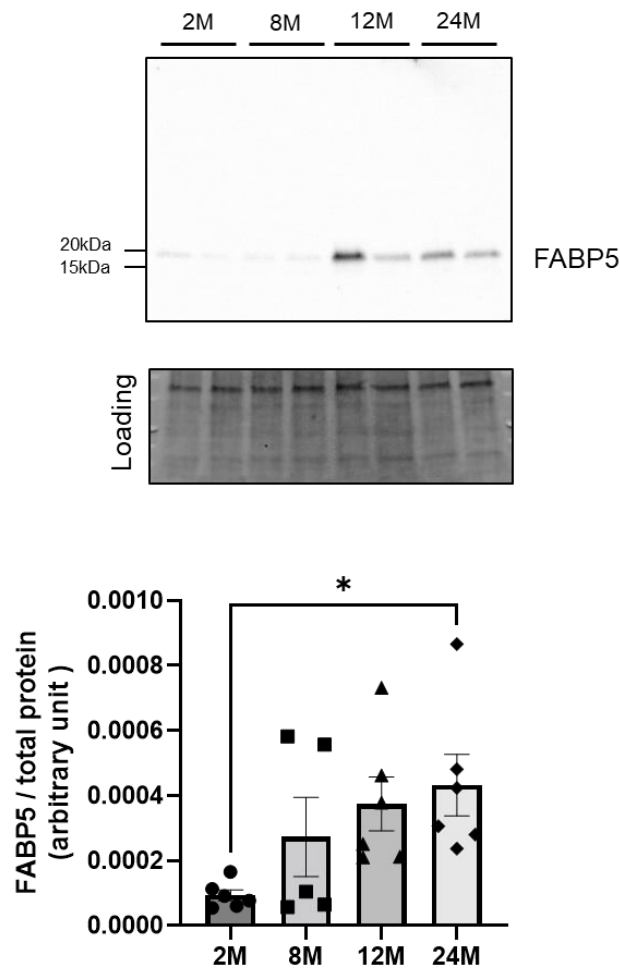 2M 8M 12M 24M
20kDa
15kDa
FABP5
Loading
*
FABP5 / total protein
(arbitrary unit )
0.0010
0.0008
0.0006
0.0004
0.0002
0.0000
2M 8M 12M 24M